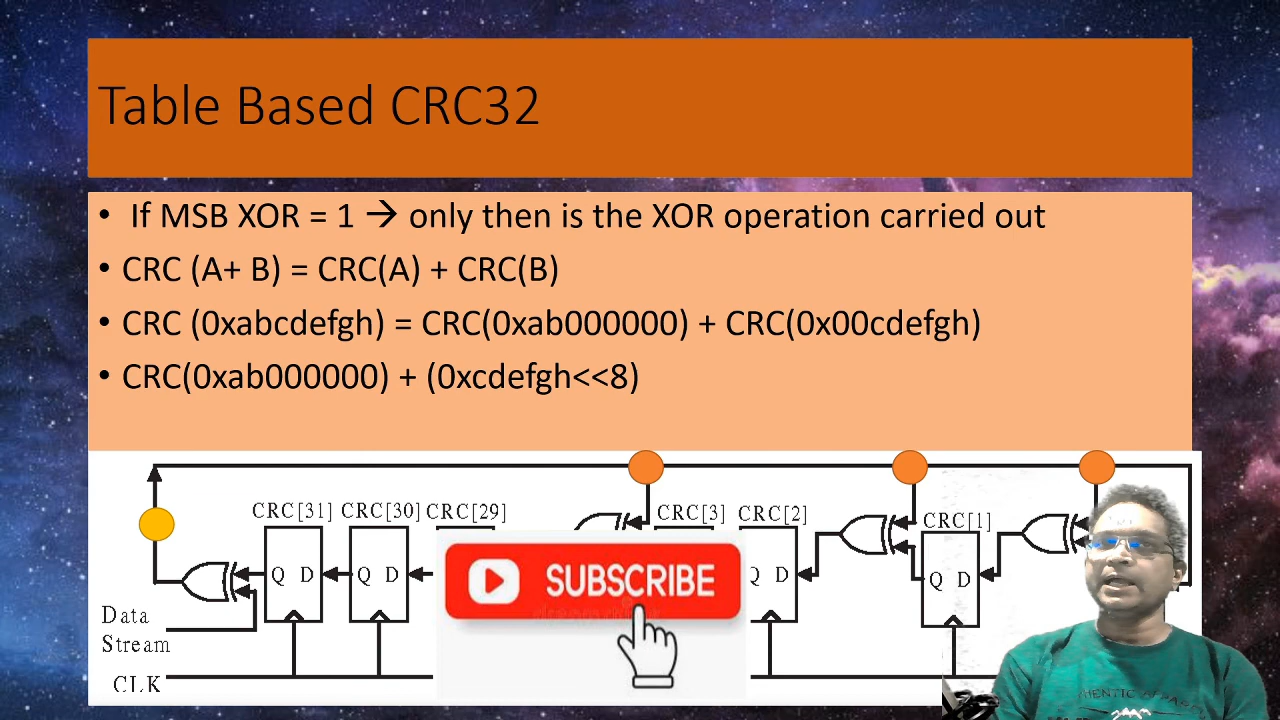 Table Based CRC32
• If MSB XOR = 1 → only then is the XOR operation carried out
• CRC (A+ B) = CRC(A) + CRC(B)
• CRC (0xabcdefgh) = CRC(0xab000000) + CRC(0x00cdefgh)
• CRC(0xab000000) + (0xcdefgh<<8)
CRC[31] CRC[30] CRC[29] CRC[3] CRC[2] CRC[1]
Q D Q D Q D Q D
SUBSCRIBE
Data
Stream
CLK